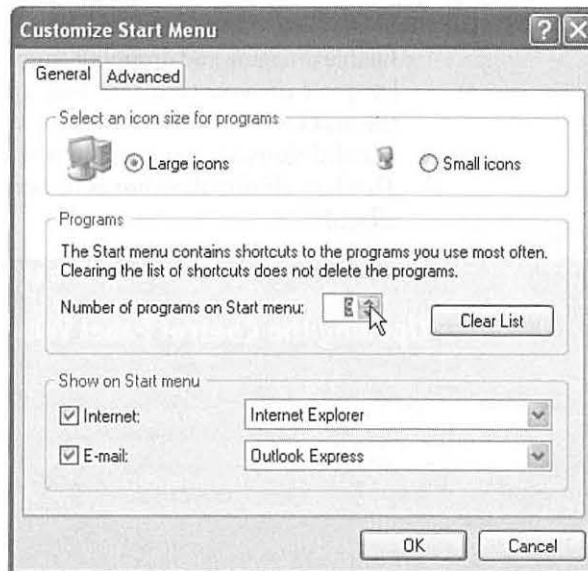 Customize Start Menu
General Advanced
Select an icon size for programs
Large icons Small icons
Programs
The Start menu contains shortcuts to the programs you use most often.
Clearing the list of shortcuts does not delete the programs.
Number of programs on Start menu:
Clear List
Show on Start menu
Internet: Internet Explorer
E-mail: Outlook Express
OK Cancel